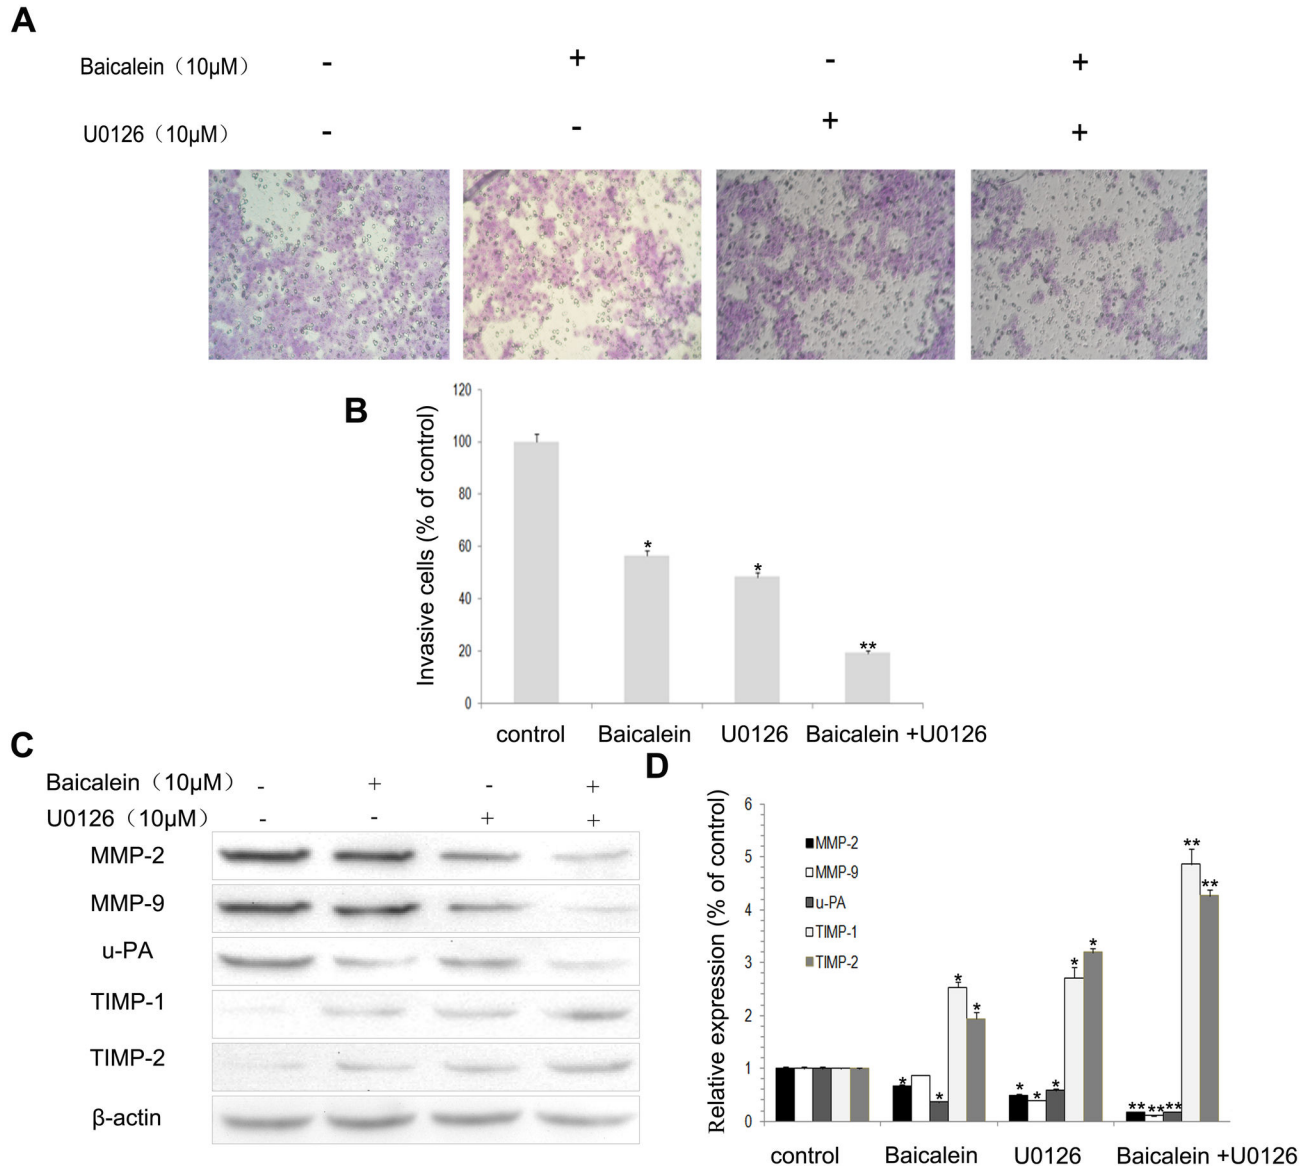 A
Baicalein（10μM） - + - +
U0126（10μM） - - + +
B
Invasive cells (% of control)
120
100
80
60
40
20
0
*
*
**
control Baicalein U0126 Baicalein +U0126
C
Baicalein（10μM） - + - +
U0126（10μM） - - + +
MMP-2
MMP-9
u-PA
TIMP-1
TIMP-2
β-actin
D
Relative expression (% of control)
6
5
4
3
2
1
0
MMP-2
MMP-9
u-PA
TIMP-1
TIMP-2
* * * *
* * * * *
** ** ** ** **
control Baicalein U0126 Baicalein +U0126